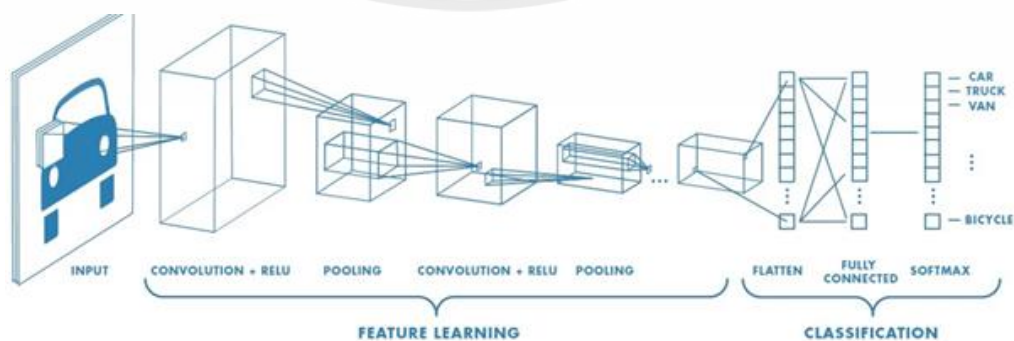 CAR
TRUCK
VAN
BICYCLE
INPUT
CONVOLUTION + RELU
POOLING
CONVOLUTION + RELU
POOLING
FLATTEN
FULLY
CONNECTED
SOFTMAX
FEATURE LEARNING
CLASSIFICATION